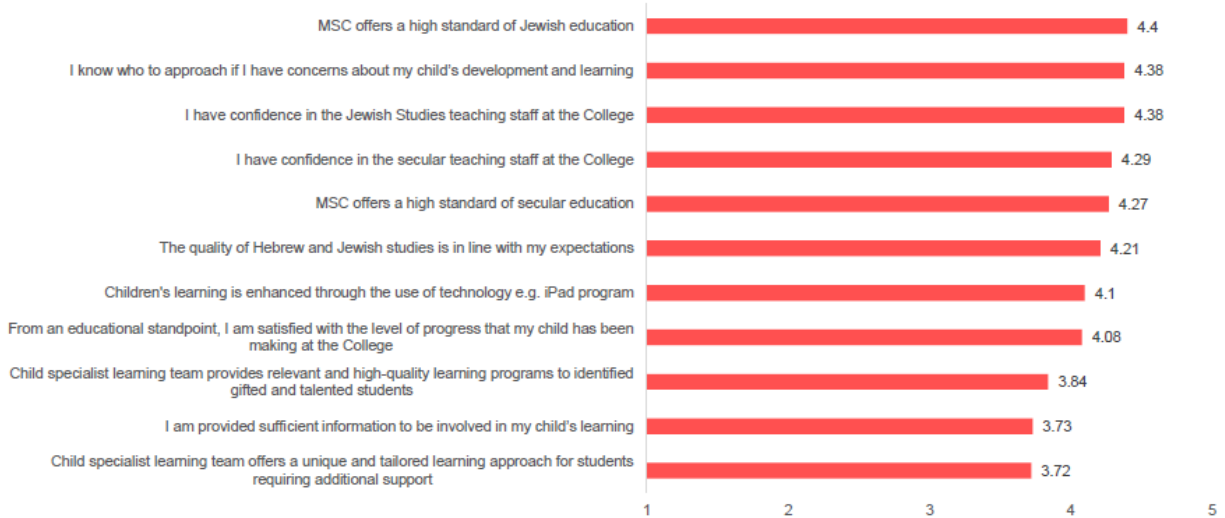 MSC offers a high standard of Jewish education 4.4
I know who to approach if I have concerns about my child's development and learning 4.38
I have confidence in the Jewish Studies teaching staff at the College 4.38
I have confidence in the secular teaching staff at the College 4.29
MSC offers a high standard of secular education 4.27
The quality of Hebrew and Jewish studies is in line with my expectations 4.21
Children's learning is enhanced through the use of technology e.g. iPad program 4.1
From an educational standpoint, I am satisfied with the level of progress that my child has been
making at the College 4.08
Child specialist learning team provides relevant and high-quality learning programs to identified
gifted and talented students 3.84
I am provided sufficient information to be involved in my child's learning 3.73
Child specialist learning team offers a unique and tailored learning approach for students
requiring additional support 3.72
1 2 3 4 5